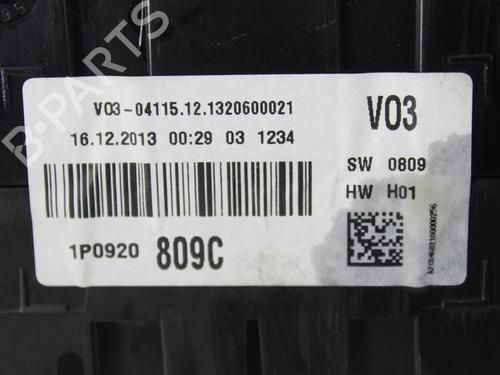 V03-04115.12.1320600021
V03
16.12.2013 00:29 03 1234
SW 0809
HW H01
1P0920 809C
B-PARTS